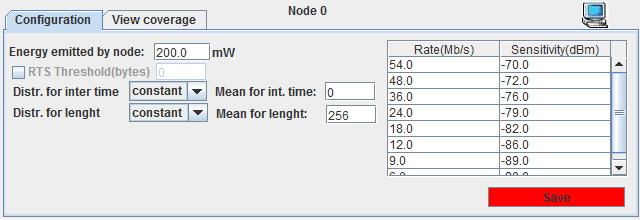 Node 0
Configuration
View coverage
Energy emitted by node: 200.0 mW
RTS Threshold(bytes) 0
Distr. for inter time constant Mean for int. time: 0
Distr. for lenght constant Mean for lenght: 256
Rate(Mb/s) Sensitivity(dBm)
54.0 -70.0
48.0 -72.0
36.0 -76.0
24.0 -79.0
18.0 -82.0
12.0 -86.0
9.0 -89.0
Save